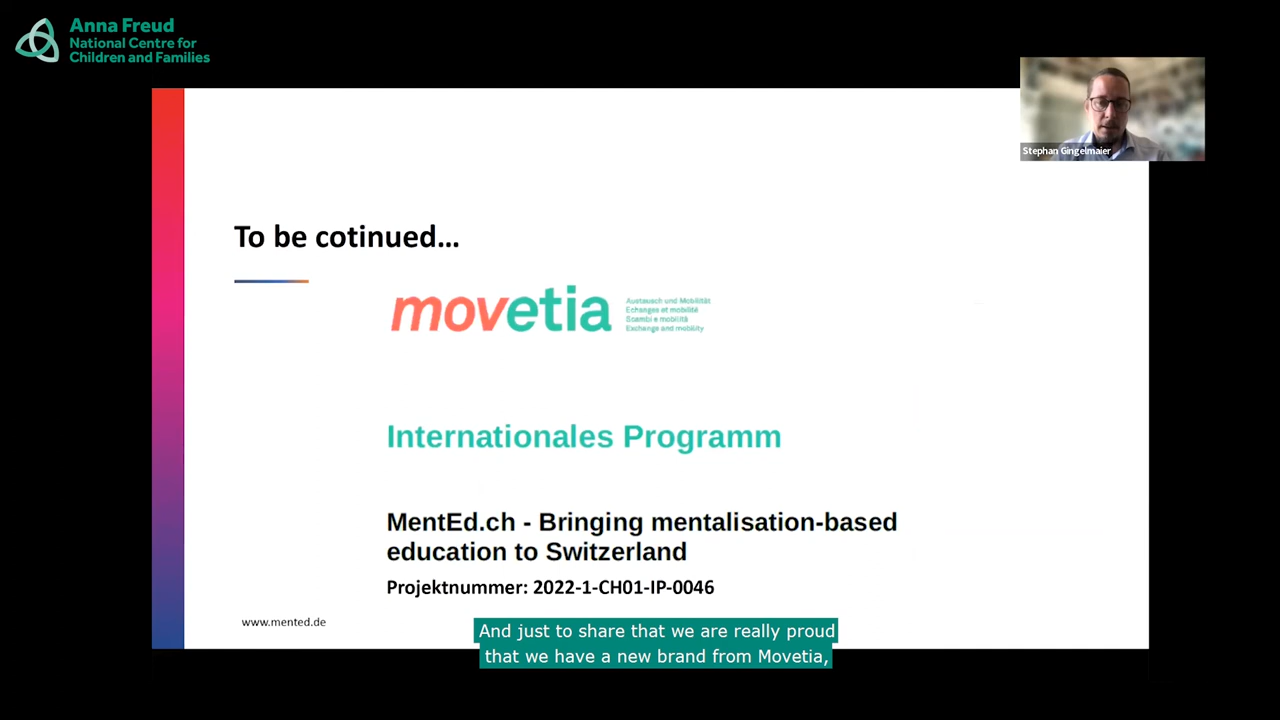 Anna Freud
National Centre for
Children and Families
Stephan Gingelmaier
To be cotinued...
movetia
Austausch und Mobilität
Echanges et mobilité
Scambi e mobilità
Exchange and mobility
Internationales Programm
MentEd.ch - Bringing mentalisation-based
education to Switzerland
Projektnummer: 2022-1-CH01-IP-0046
www.mented.de
And just to share that we are really proud
that we have a new brand from Movetia,